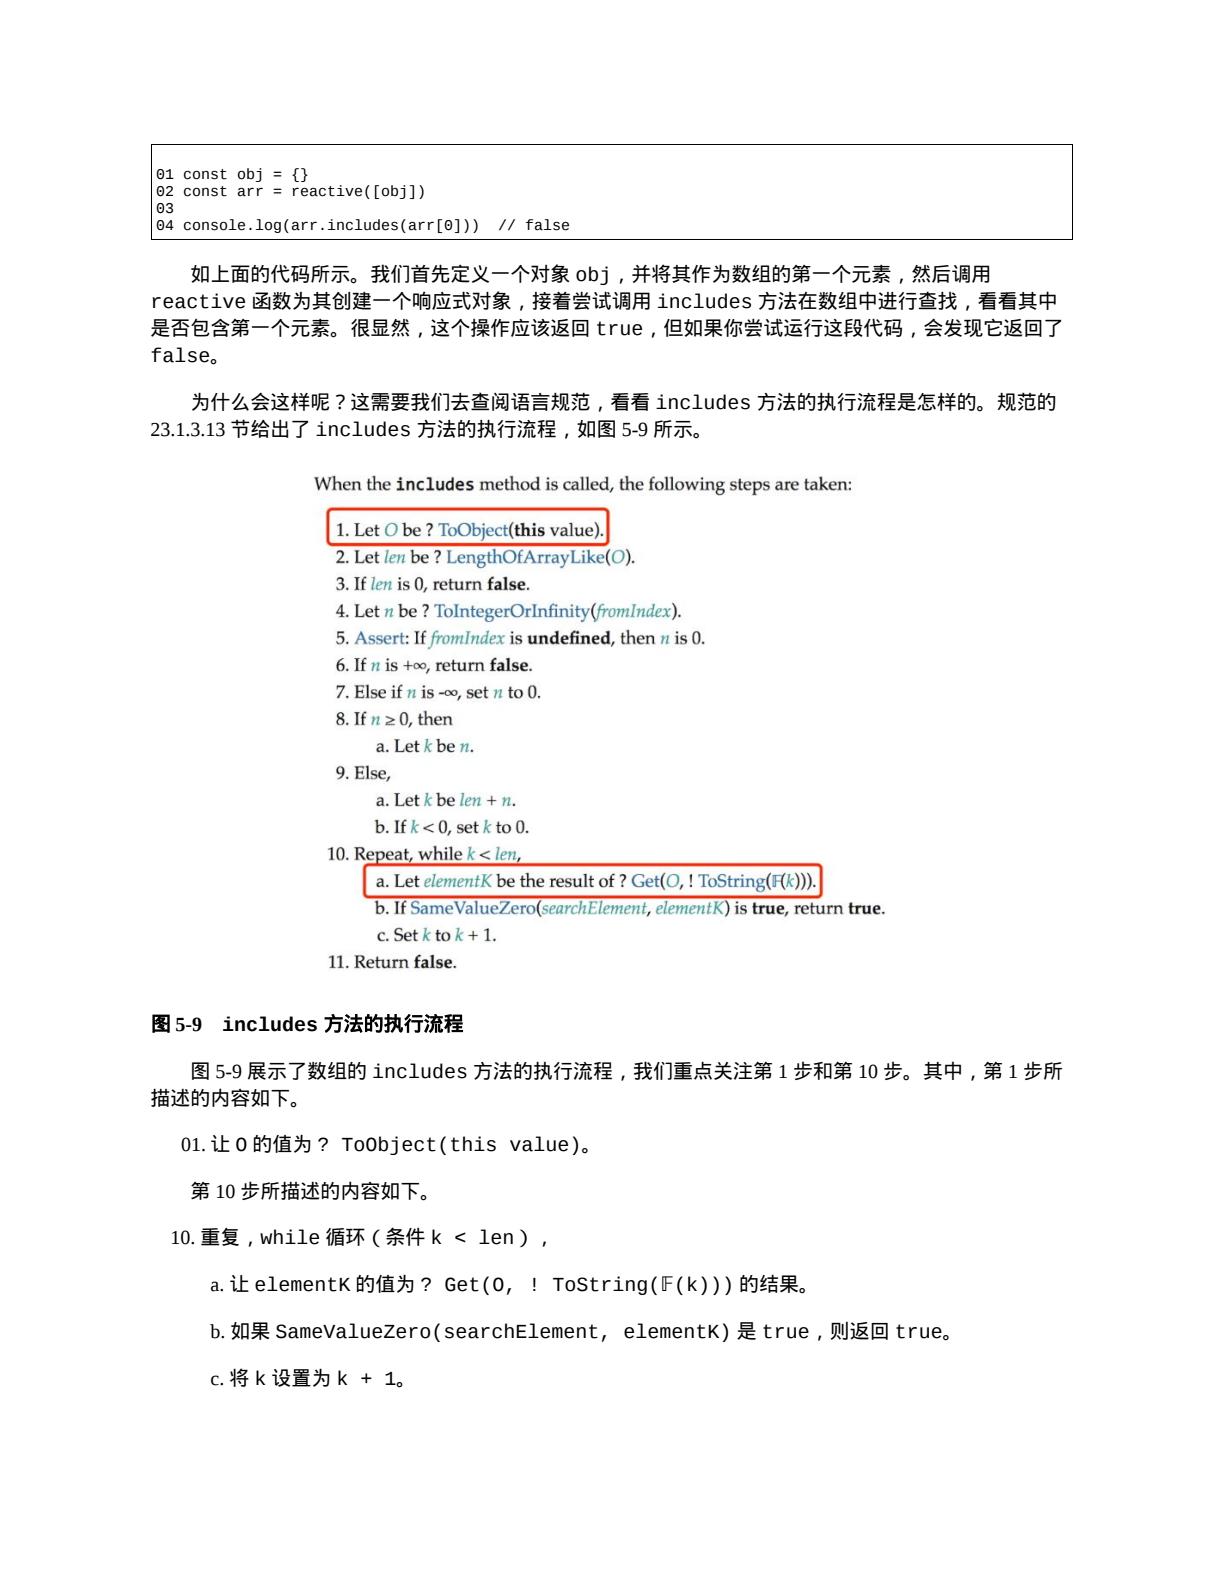 01 const obj = {}
02 const arr = reactive([obj])
03
04 console.log(arr.includes(arr[0]))  // false
如上面的代码所示。我们首先定义一个对象 obj，并将其作为数组的第一个元素，然后调用
reactive 函数为其创建一个响应式对象，接着尝试调用 includes 方法在数组中进行查找，看看其中
是否包含第一个元素。很显然，这个操作应该返回 true，但如果你尝试运行这段代码，会发现它返回了
false。
为什么会这样呢？这需要我们去查阅语言规范，看看 includes 方法的执行流程是怎样的。规范的
23.1.3.13 节给出了 includes 方法的执行流程，如图 5-9 所示。
When the includes method is called, the following steps are taken:
1. Let O be ? ToObject(this value).
2. Let len be ? LengthOfArrayLike(O).
3. If len is 0, return false.
4. Let n be ? ToIntegerOrInfinity(fromIndex).
5. Assert: If fromIndex is undefined, then n is 0.
6. If n is +∞, return false.
7. Else if n is -∞, set n to 0.
8. If n ≥ 0, then
a. Let k be n.
9. Else,
a. Let k be len + n.
b. If k < 0, set k to 0.
10. Repeat, while k < len,
a. Let elementK be the result of ? Get(O, ! ToString(𝔽(k))).
b. If SameValueZero(searchElement, elementK) is true, return true.
c. Set k to k + 1.
11. Return false.
图 5-9　includes 方法的执行流程
图 5-9 展示了数组的 includes 方法的执行流程，我们重点关注第 1 步和第 10 步。其中，第 1 步所
描述的内容如下。
01. 让 O 的值为 ? ToObject(this value)。
第 10 步所描述的内容如下。
10. 重复，while 循环（条件 k < len），
a. 让 elementK 的值为 ? Get(O, ! ToString(𝔽(k))) 的结果。
b. 如果 SameValueZero(searchElement, elementK) 是 true，则返回 true。
c. 将 k 设置为 k + 1。